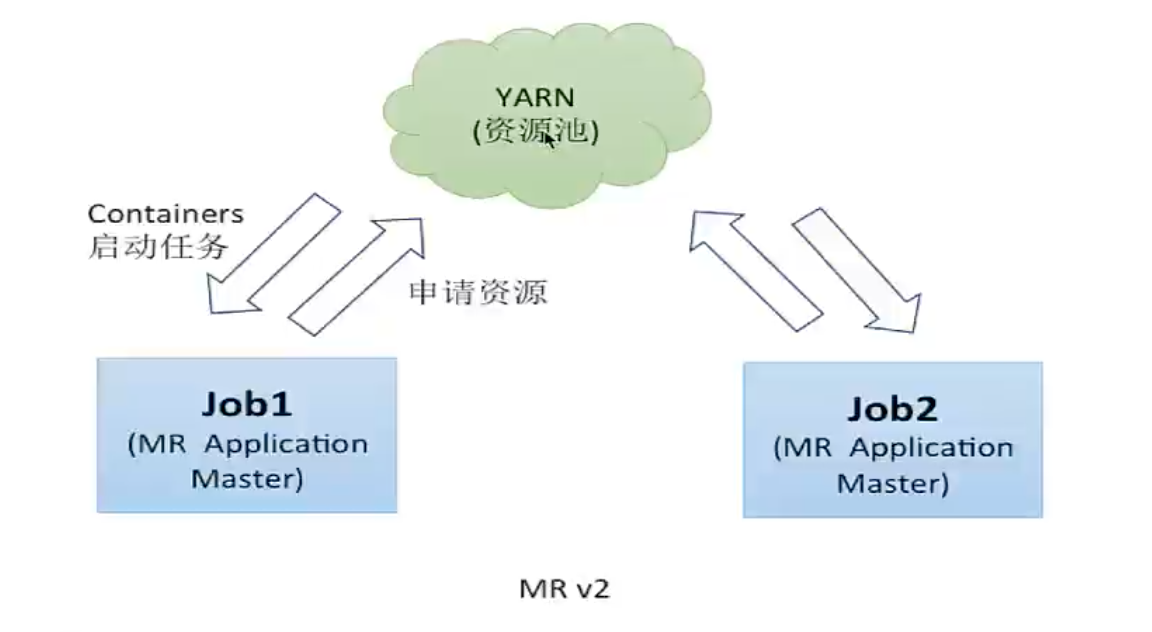 YARN
(资源池)
Containers
启动任务
申请资源
Job1
(MR Application
Master)
Job2
(MR Application
Master)
MR v2